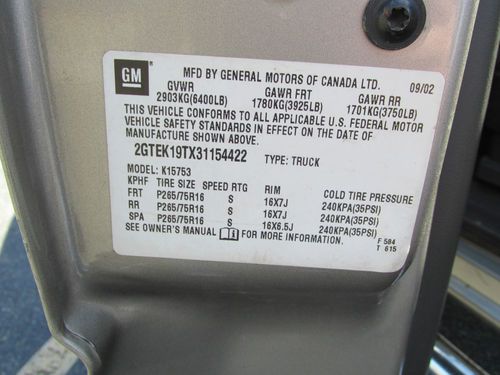 GM
MFD BY GENERAL MOTORS OF CANADA LTD.
09/02
GVWR GAWR FRT GAWR RR
2903KG(6400LB) 1780KG(3925LB) 1701KG(3750LB)
THIS VEHICLE CONFORMS TO ALL APPLICABLE U.S. FEDERAL MOTOR
VEHICLE SAFETY STANDARDS IN EFFECT ON THE DATE OF
MANUFACTURE SHOWN ABOVE.
2GTEK19TX31154422 TYPE: TRUCK
MODEL: K15753
KPHF TIRE SIZE SPEED RTG RIM COLD TIRE PRESSURE
FRT P265/75R16 S 16X7J 240KPA(35PSI)
RR P265/75R16 S 16X7J 240KPA(35PSI)
SPA P265/75R16 S 16X6.5J 240KPA(35PSI)
SEE OWNER'S MANUAL FOR MORE INFORMATION.
F 584
T 615